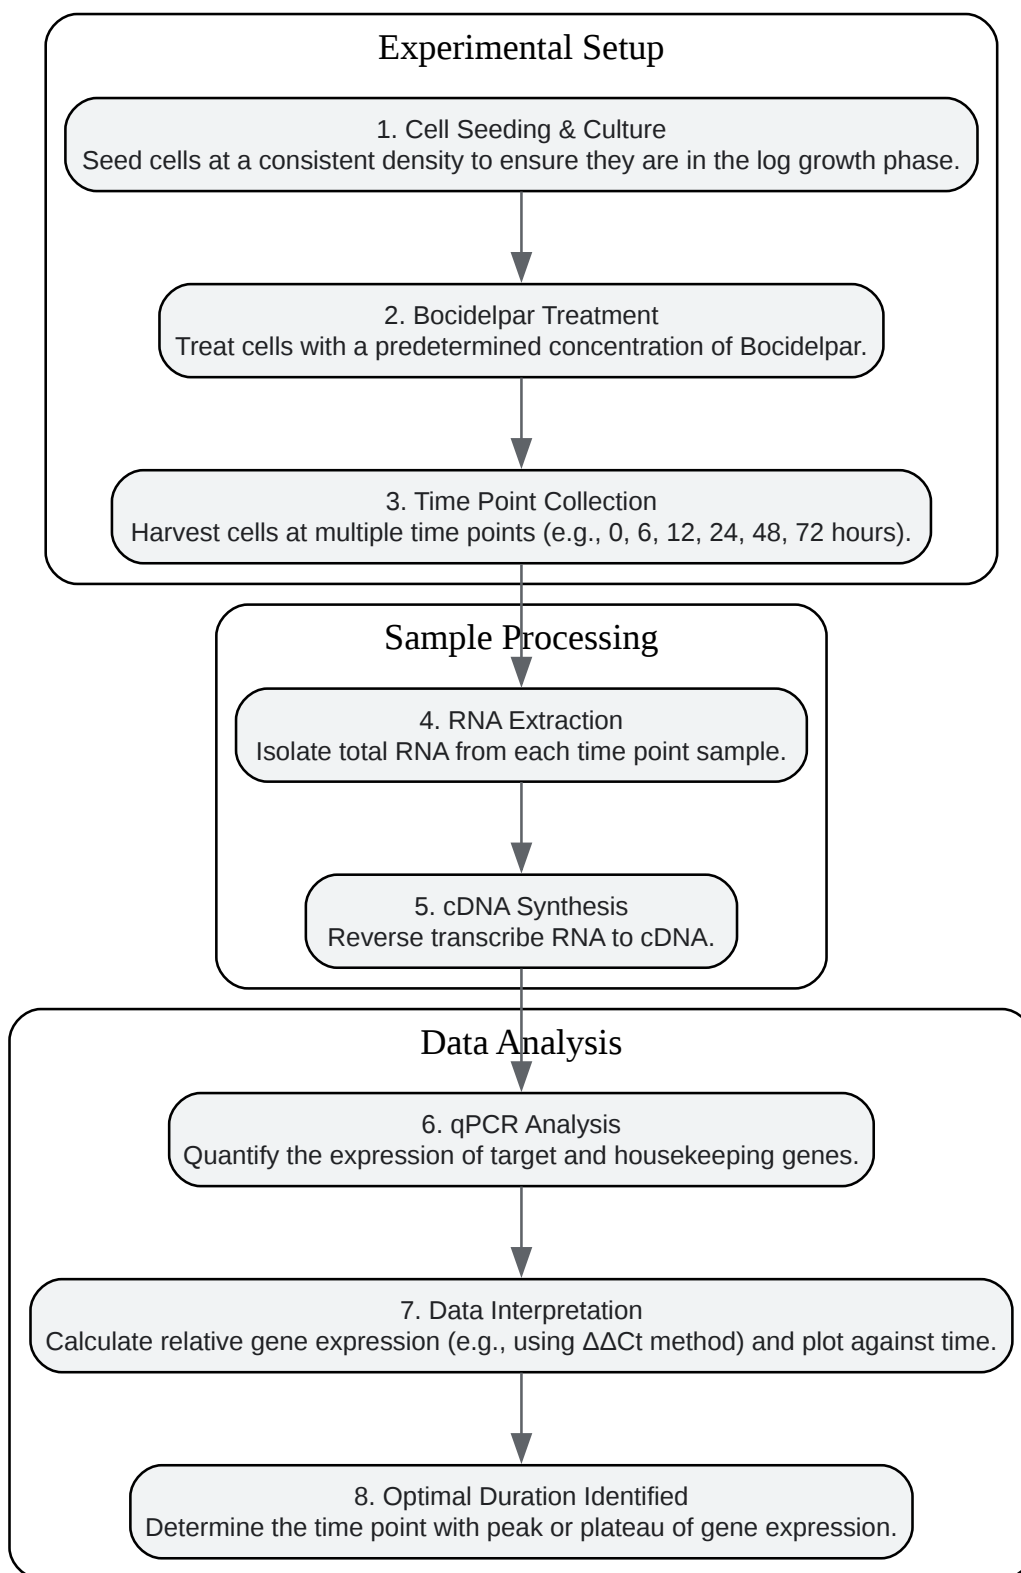 Experimental Setup
1. Cell Seeding & Culture
Seed cells at a consistent density to ensure they are in the log growth phase.
2. Bocidelpar Treatment
Treat cells with a predetermined concentration of Bocidelpar.
3. Time Point Collection
Harvest cells at multiple time points (e.g., 0, 6, 12, 24, 48, 72 hours).
Sample Processing
4. RNA Extraction
Isolate total RNA from each time point sample.
5. cDNA Synthesis
Reverse transcribe RNA to cDNA.
Data Analysis
6. qPCR Analysis
Quantify the expression of target and housekeeping genes.
7. Data Interpretation
Calculate relative gene expression (e.g., using ΔΔCt method) and plot against time.
8. Optimal Duration Identified
Determine the time point with peak or plateau of gene expression.